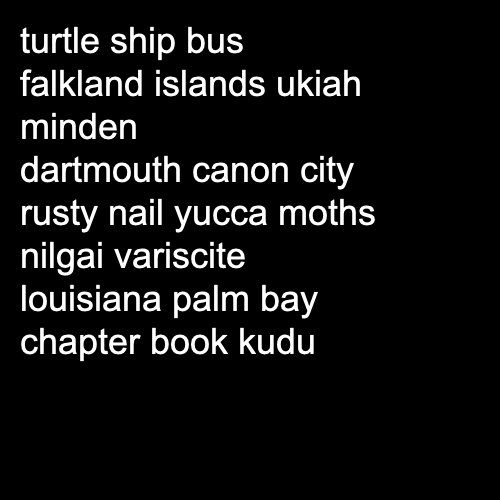 turtle ship bus
falkland islands ukiah
minden
dartmouth canon city
rusty nail yucca moths
nilgai variscite
louisiana palm bay
chapter book kudu